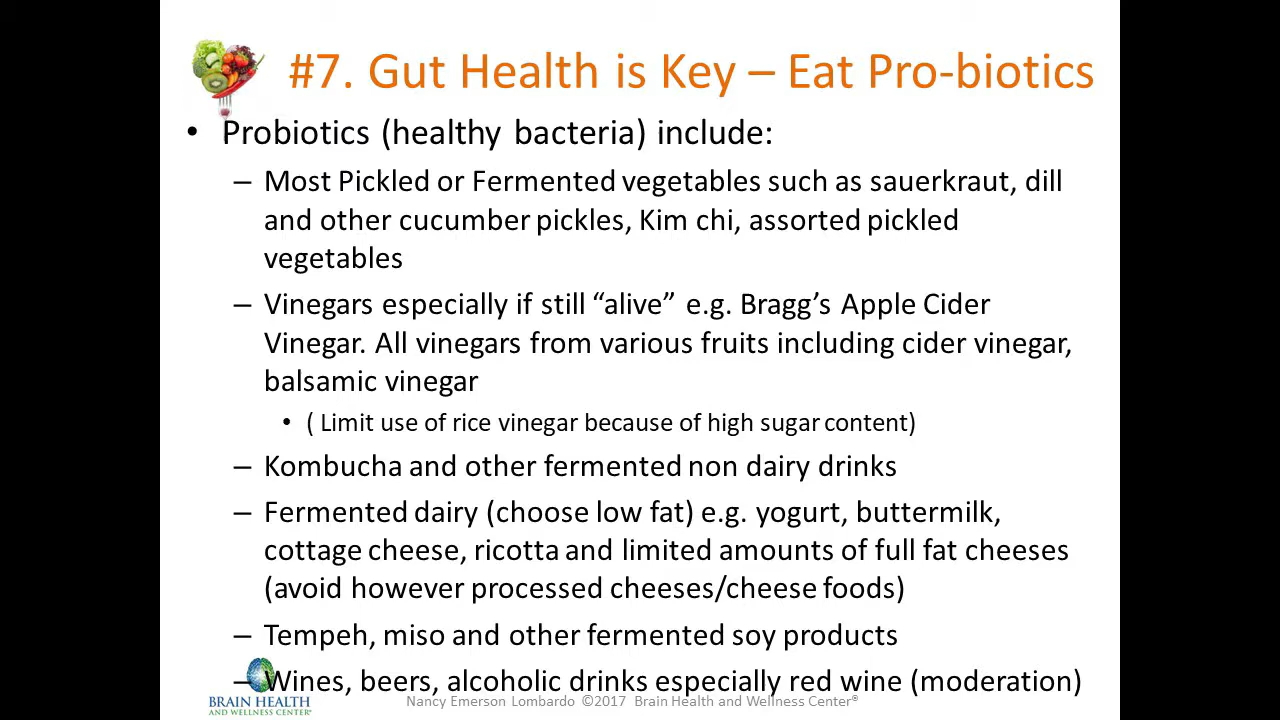 #7. Gut Health is Key – Eat Pro-biotics
• Probiotics (healthy bacteria) include:
– Most Pickled or Fermented vegetables such as sauerkraut, dill
and other cucumber pickles, Kim chi, assorted pickled
vegetables
– Vinegars especially if still “alive” e.g. Bragg’s Apple Cider
Vinegar. All vinegars from various fruits including cider vinegar,
balsamic vinegar
• ( Limit use of rice vinegar because of high sugar content)
– Kombucha and other fermented non dairy drinks
– Fermented dairy (choose low fat) e.g. yogurt, buttermilk,
cottage cheese, ricotta and limited amounts of full fat cheeses
(avoid however processed cheeses/cheese foods)
– Tempeh, miso and other fermented soy products
– Wines, beers, alcoholic drinks especially red wine (moderation)
BRAIN HEALTH
AND WELLNESS CENTER®
Nancy Emerson Lombardo ©2017 Brain Health and Wellness Center®